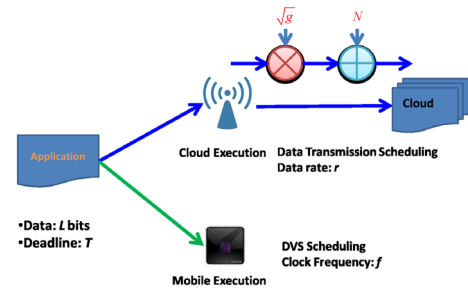 √g
N
Cloud
Application
Cloud Execution
Data Transmission Scheduling
Data rate: r
•Data: L bits
•Deadline: T
DVS Scheduling
Clock Frequency: f
Mobile Execution